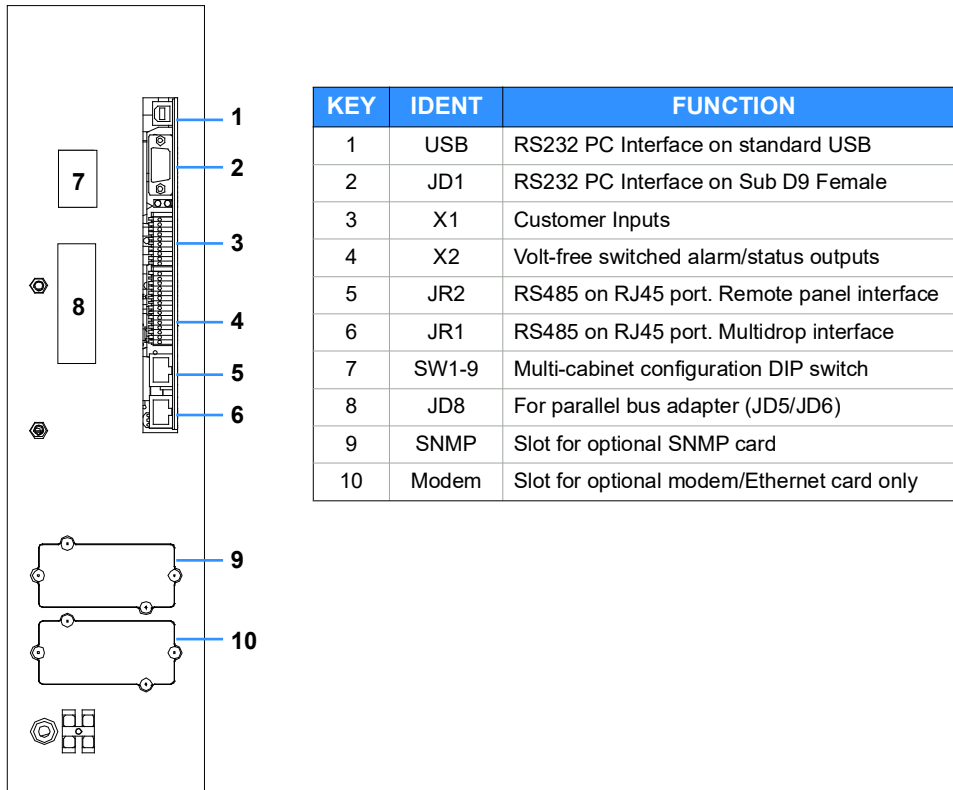 1
2
3
4
5
6
7
8
9
10
KEY IDENT FUNCTION
1 USB RS232 PC Interface on standard USB
2 JD1 RS232 PC Interface on Sub D9 Female
3 X1 Customer Inputs
4 X2 Volt-free switched alarm/status outputs
5 JR2 RS485 on RJ45 port. Remote panel interface
6 JR1 RS485 on RJ45 port. Multidrop interface
7 SW1-9 Multi-cabinet configuration DIP switch
8 JD8 For parallel bus adapter (JD5/JD6)
9 SNMP Slot for optional SNMP card
10 Modem Slot for optional modem/Ethernet card only